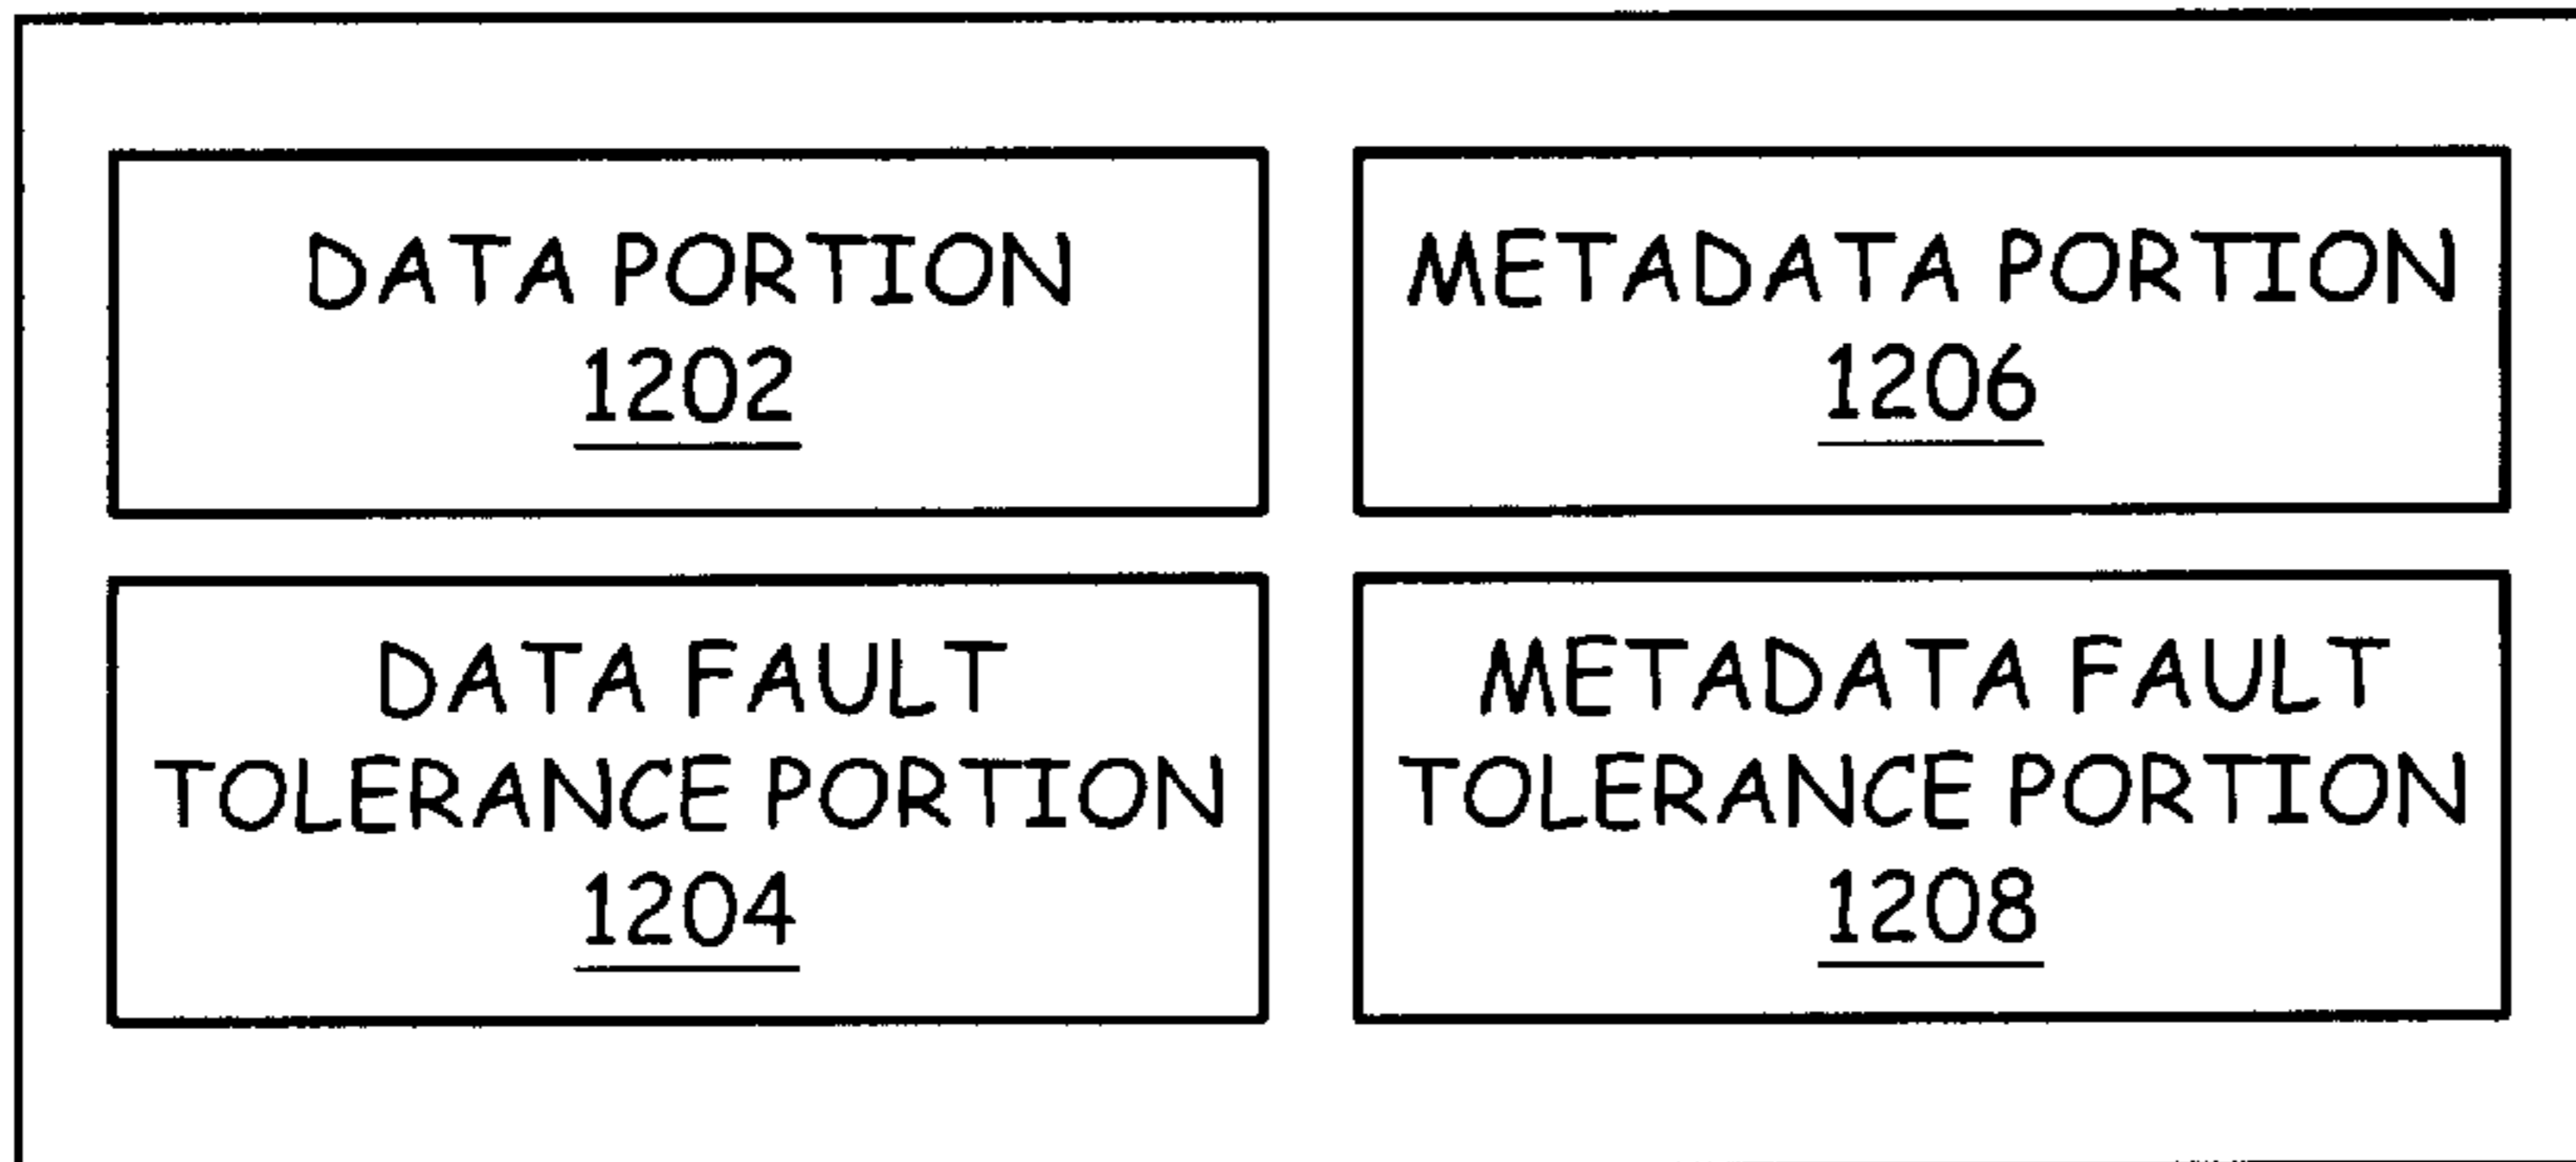 DATA PORTION
1202
METADATA PORTION
1206
DATA FAULT
TOLERANCE PORTION
1204
METADATA FAULT
TOLERANCE PORTION
1208